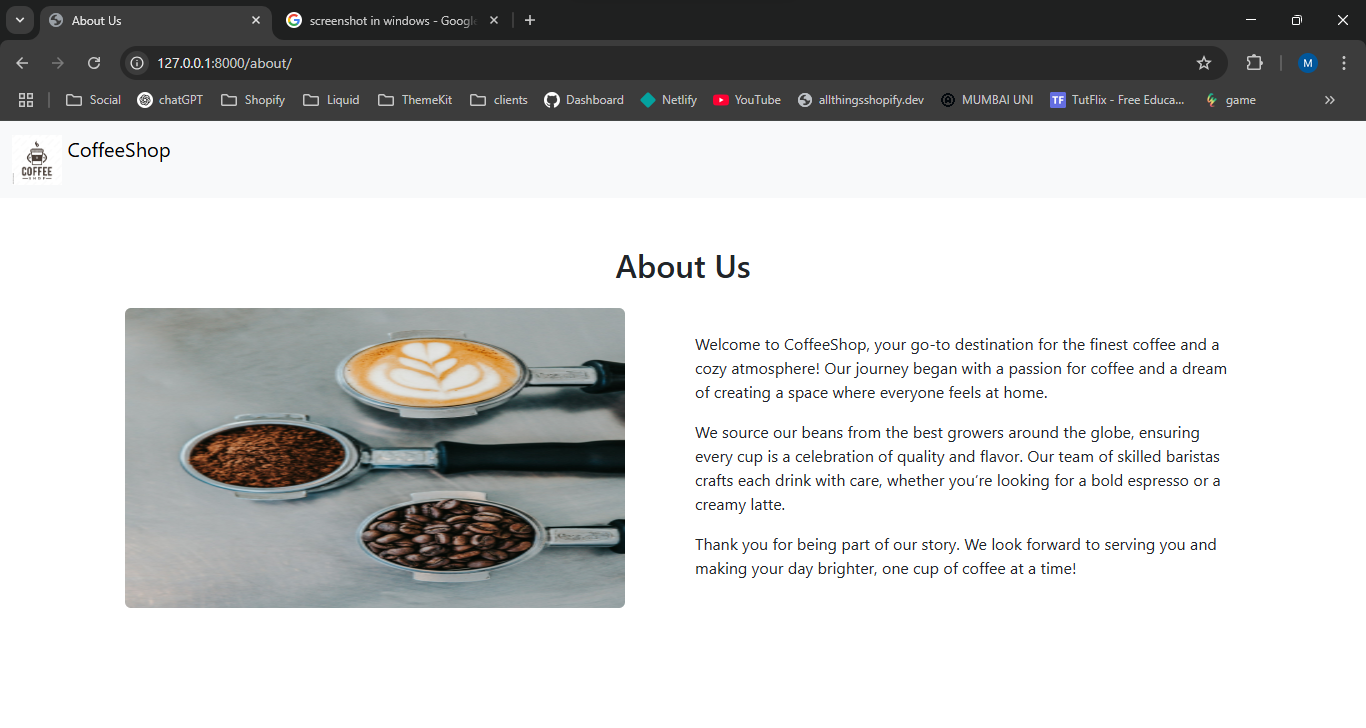 About Us
screenshot in windows - Google
127.0.0.1:8000/about/
M
Social
chatGPT
Shopify
Liquid
ThemeKit
clients
Dashboard
Netlify
YouTube
allthingsshopify.dev
MUMBAI UNI
TF
TutFlix - Free Educa...
game
COFFEE
SHOP
CoffeeShop
About Us
Welcome to CoffeeShop, your go-to destination for the finest coffee and a
cozy atmosphere! Our journey began with a passion for coffee and a dream
of creating a space where everyone feels at home.
We source our beans from the best growers around the globe, ensuring
every cup is a celebration of quality and flavor. Our team of skilled baristas
crafts each drink with care, whether you’re looking for a bold espresso or a
creamy latte.
Thank you for being part of our story. We look forward to serving you and
making your day brighter, one cup of coffee at a time!